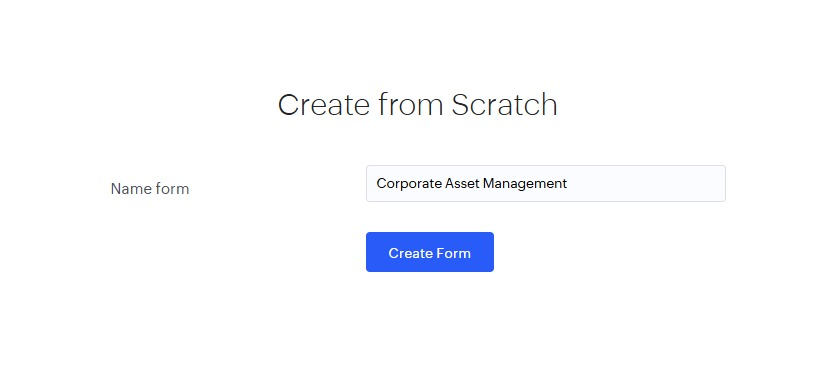 Create from Scratch
Name form
Corporate Asset Management
Create Form